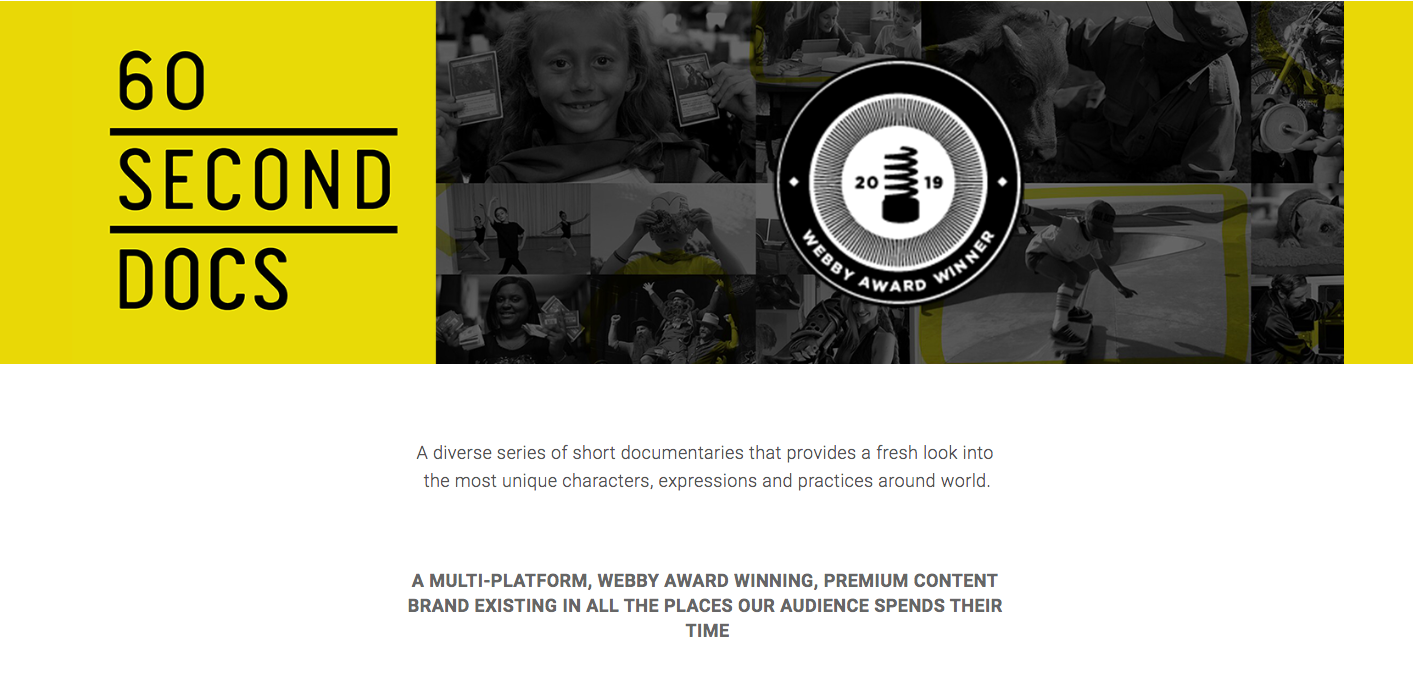 60
SECOND
DOCS
20 19
WEBBY AWARD WINNER
A diverse series of short documentaries that provides a fresh look into
the most unique characters, expressions and practices around world.
A MULTI-PLATFORM, WEBBY AWARD WINNING, PREMIUM CONTENT
BRAND EXISTING IN ALL THE PLACES OUR AUDIENCE SPENDS THEIR
TIME